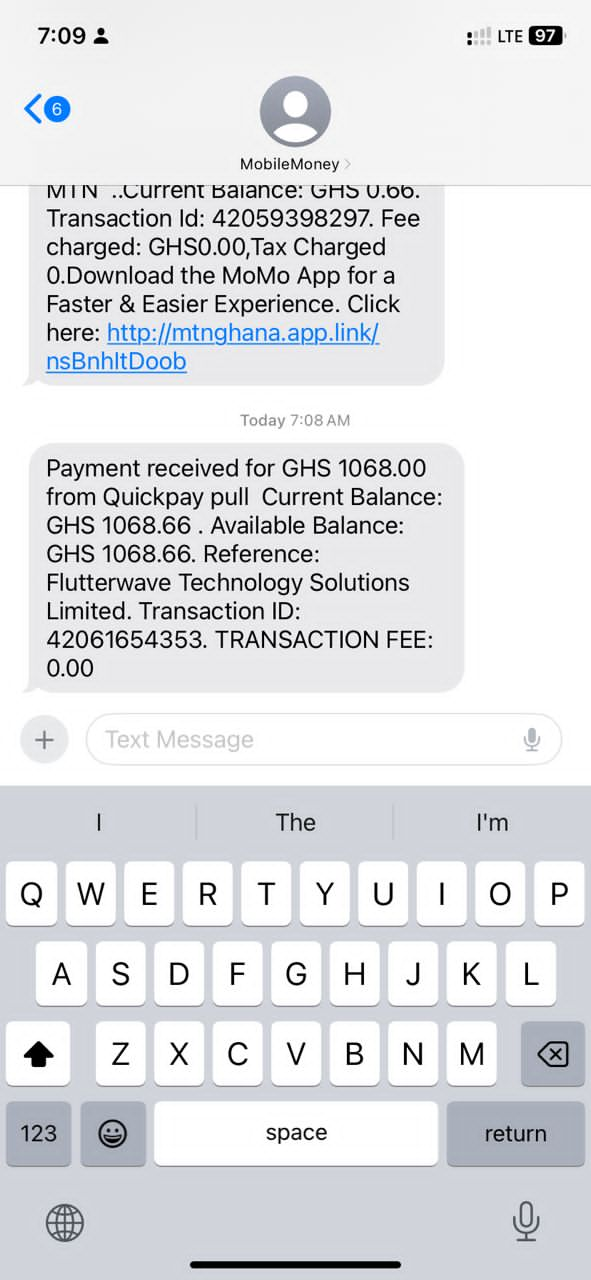 7:09
LTE 97
6
MobileMoney
MTN ..Current Balance: GHS 0.66.
Transaction Id: 42059398297. Fee
charged: GHS0.00,Tax Charged
0.Download the MoMo App for a
Faster & Easier Experience. Click
here: http://mtnghana.app.link/
nsBnhItDoob
Today 7:08 AM
Payment received for GHS 1068.00
from Quickpay pull  Current Balance:
GHS 1068.66 . Available Balance:
GHS 1068.66. Reference:
Flutterwave Technology Solutions
Limited. Transaction ID:
42061654353. TRANSACTION FEE:
0.00
Text Message
I The I'm
Q W E R T Y U I O P
A S D F G H J K L
Z X C V B N M
123 space return